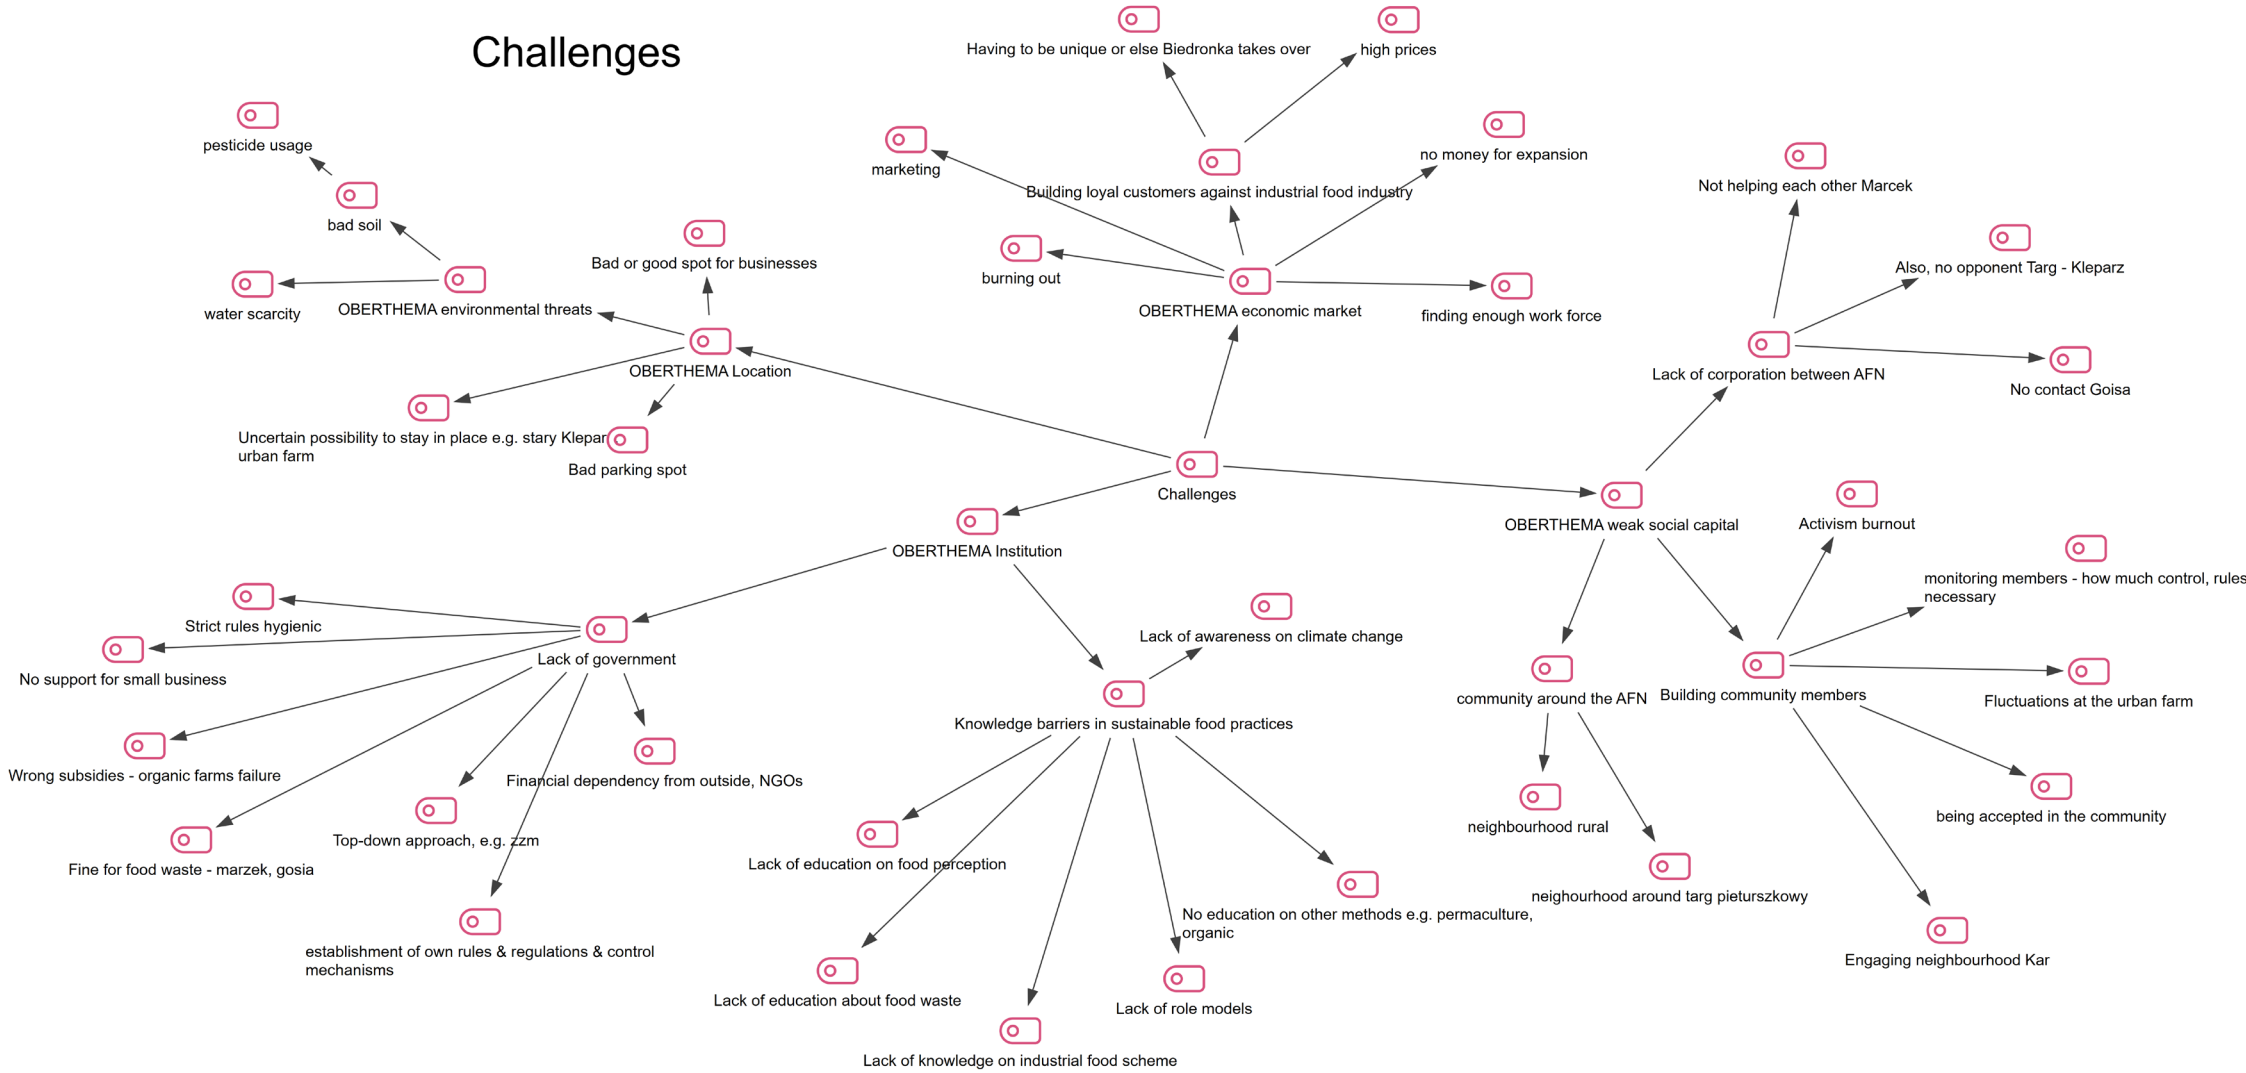 Challenges
Having to be unique or else Biedronka takes over
high prices
pesticide usage
marketing
no money for expansion
Building loyal customers against industrial food industry
Not helping each other Marcek
bad soil
Bad or good spot for businesses
burning out
Also, no opponent Targ - Kleparz
water scarcity
OBERTHEMA environmental threats
OBERTHEMA economic market
finding enough work force
OBERTHEMA Location
Lack of corporation between AFN
No contact Goisa
Uncertain possibility to stay in place e.g. stary Klepar
urban farm
Bad parking spot
Challenges
OBERTHEMA Institution
OBERTHEMA weak social capital
Activism burnout
monitoring members - how much control, rules
necessary
Strict rules hygienic
Lack of awareness on climate change
Lack of government
No support for small business
Knowledge barriers in sustainable food practices
community around the AFN
Building community members
Fluctuations at the urban farm
Wrong subsidies - organic farms failure
Financial dependency from outside, NGOs
Top-down approach, e.g. zzm
neighbourhood rural
being accepted in the community
Fine for food waste - marzek, gosia
Lack of education on food perception
neighourhood around targ pieturszkowy
No education on other methods e.g. permaculture,
organic
establishment of own rules & regulations & control
mechanisms
Engaging neighbourhood Kar
Lack of education about food waste
Lack of role models
Lack of knowledge on industrial food scheme